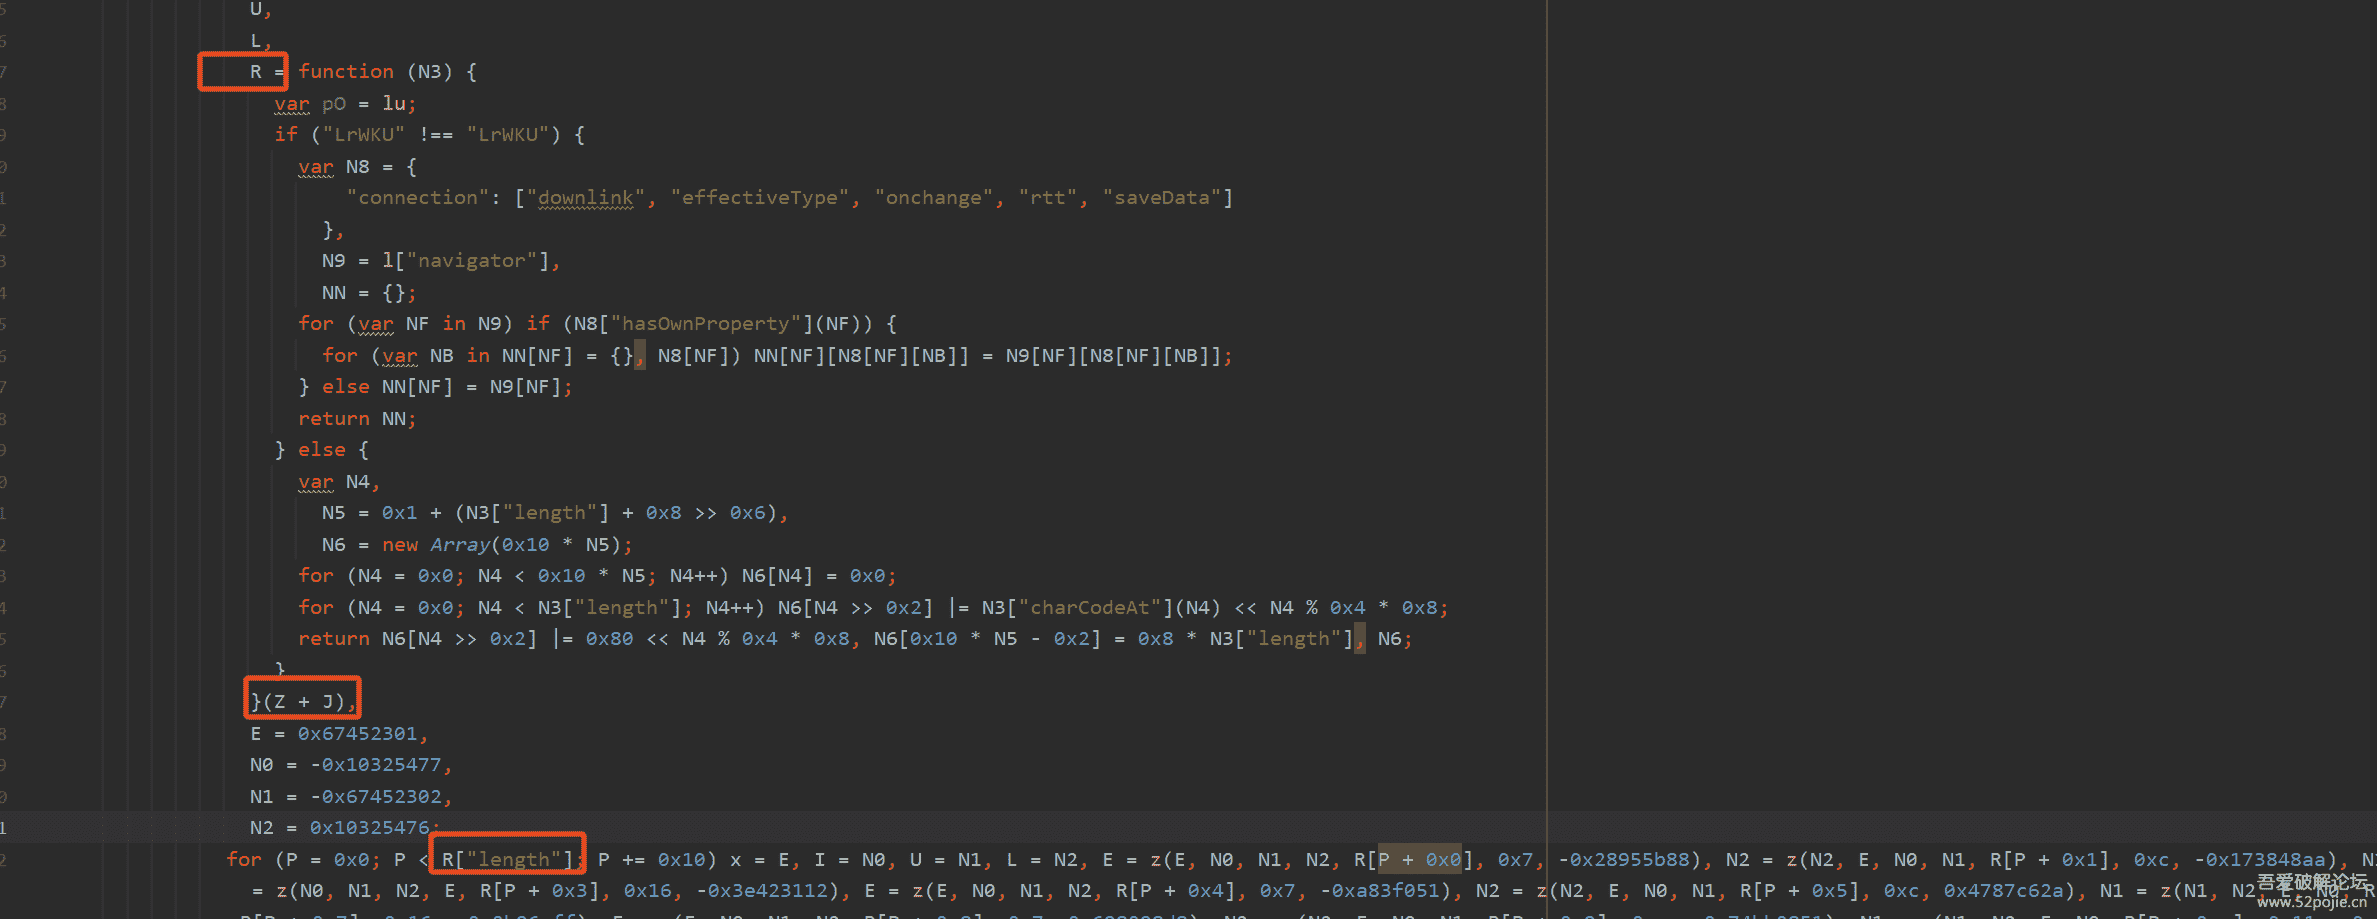 U,
L,
R = function (N3) {
var pO = lu;
if ("LrWKU" !== "LrWKU") {
var N8 = {
"connection": ["downlink", "effectiveType", "onchange", "rtt", "saveData"]
},
N9 = l["navigator"],
NN = {};
for (var NF in N9) if (N8["hasOwnProperty"](NF)) {
for (var NB in NN[NF] = {}, N8[NF]) NN[NF][N8[NF][NB]] = N9[NF][N8[NF][NB]];
} else NN[NF] = N9[NF];
return NN;
} else {
var N4,
N5 = 0x1 + (N3["length"] + 0x8 >> 0x6),
N6 = new Array(0x10 * N5);
for (N4 = 0x0; N4 < 0x10 * N5; N4++) N6[N4] = 0x0;
for (N4 = 0x0; N4 < N3["length"]; N4++) N6[N4 >> 0x2] |= N3["charCodeAt"](N4) << N4 % 0x4 * 0x8;
return N6[N4 >> 0x2] |= 0x80 << N4 % 0x4 * 0x8, N6[0x10 * N5 - 0x2] = 0x8 * N3["length"], N6;
}
}(Z + J),
E = 0x67452301,
N0 = -0x10325477,
N1 = -0x67452302,
N2 = 0x10325476;
for (P = 0x0; P < R["length"]; P += 0x10) x = E, I = N0, U = N1, L = N2, E = z(E, N0, N1, N2, R[P + 0x0], 0x7, -0x28955b88), N2 = z(N2, E, N0, N1, R[P + 0x1], 0xc, -0x173848aa),
= z(N0, N1, N2, E, R[P + 0x3], 0x16, -0x3e423112), E = z(E, N0, N1, N2, R[P + 0x4], 0x7, -0xa83f051), N2 = z(N2, E, N0, N1, R[P + 0x5], 0xc, 0x4787c62a), N1 = z(N1, N2, E, N0,
吾爱破解论坛
www.52pojie.cn